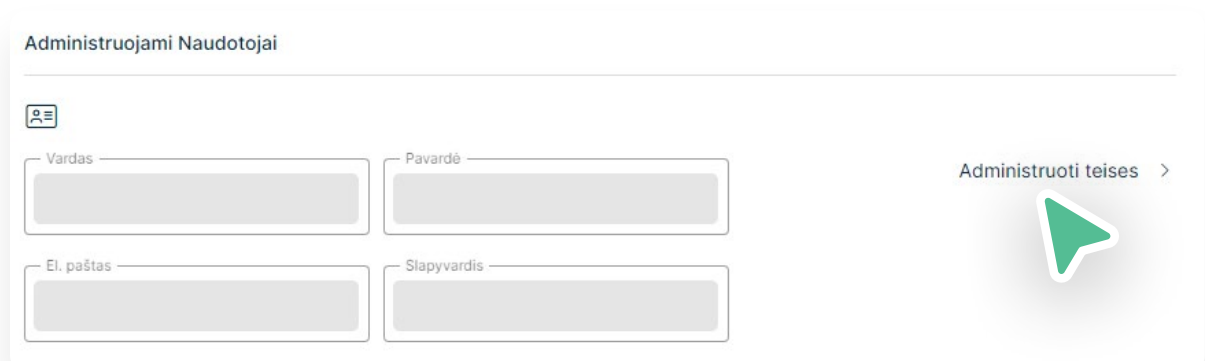 Administruojami Naudotojai
Vardas
Pavardė
Administruoti teises
El. paštas
Slapyvardis